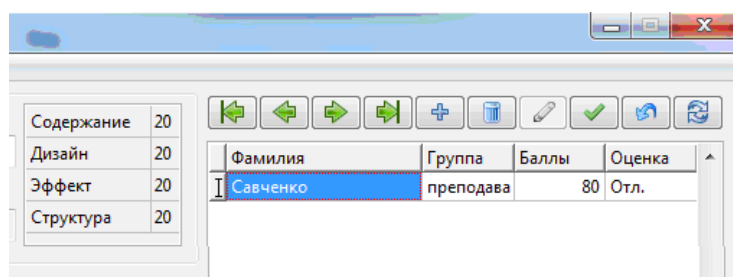 Содержание 20
Дизайн 20
Эффект 20
Структура 20
Фамилия Группа Баллы Оценка
Савченко преподава 80 Отл.